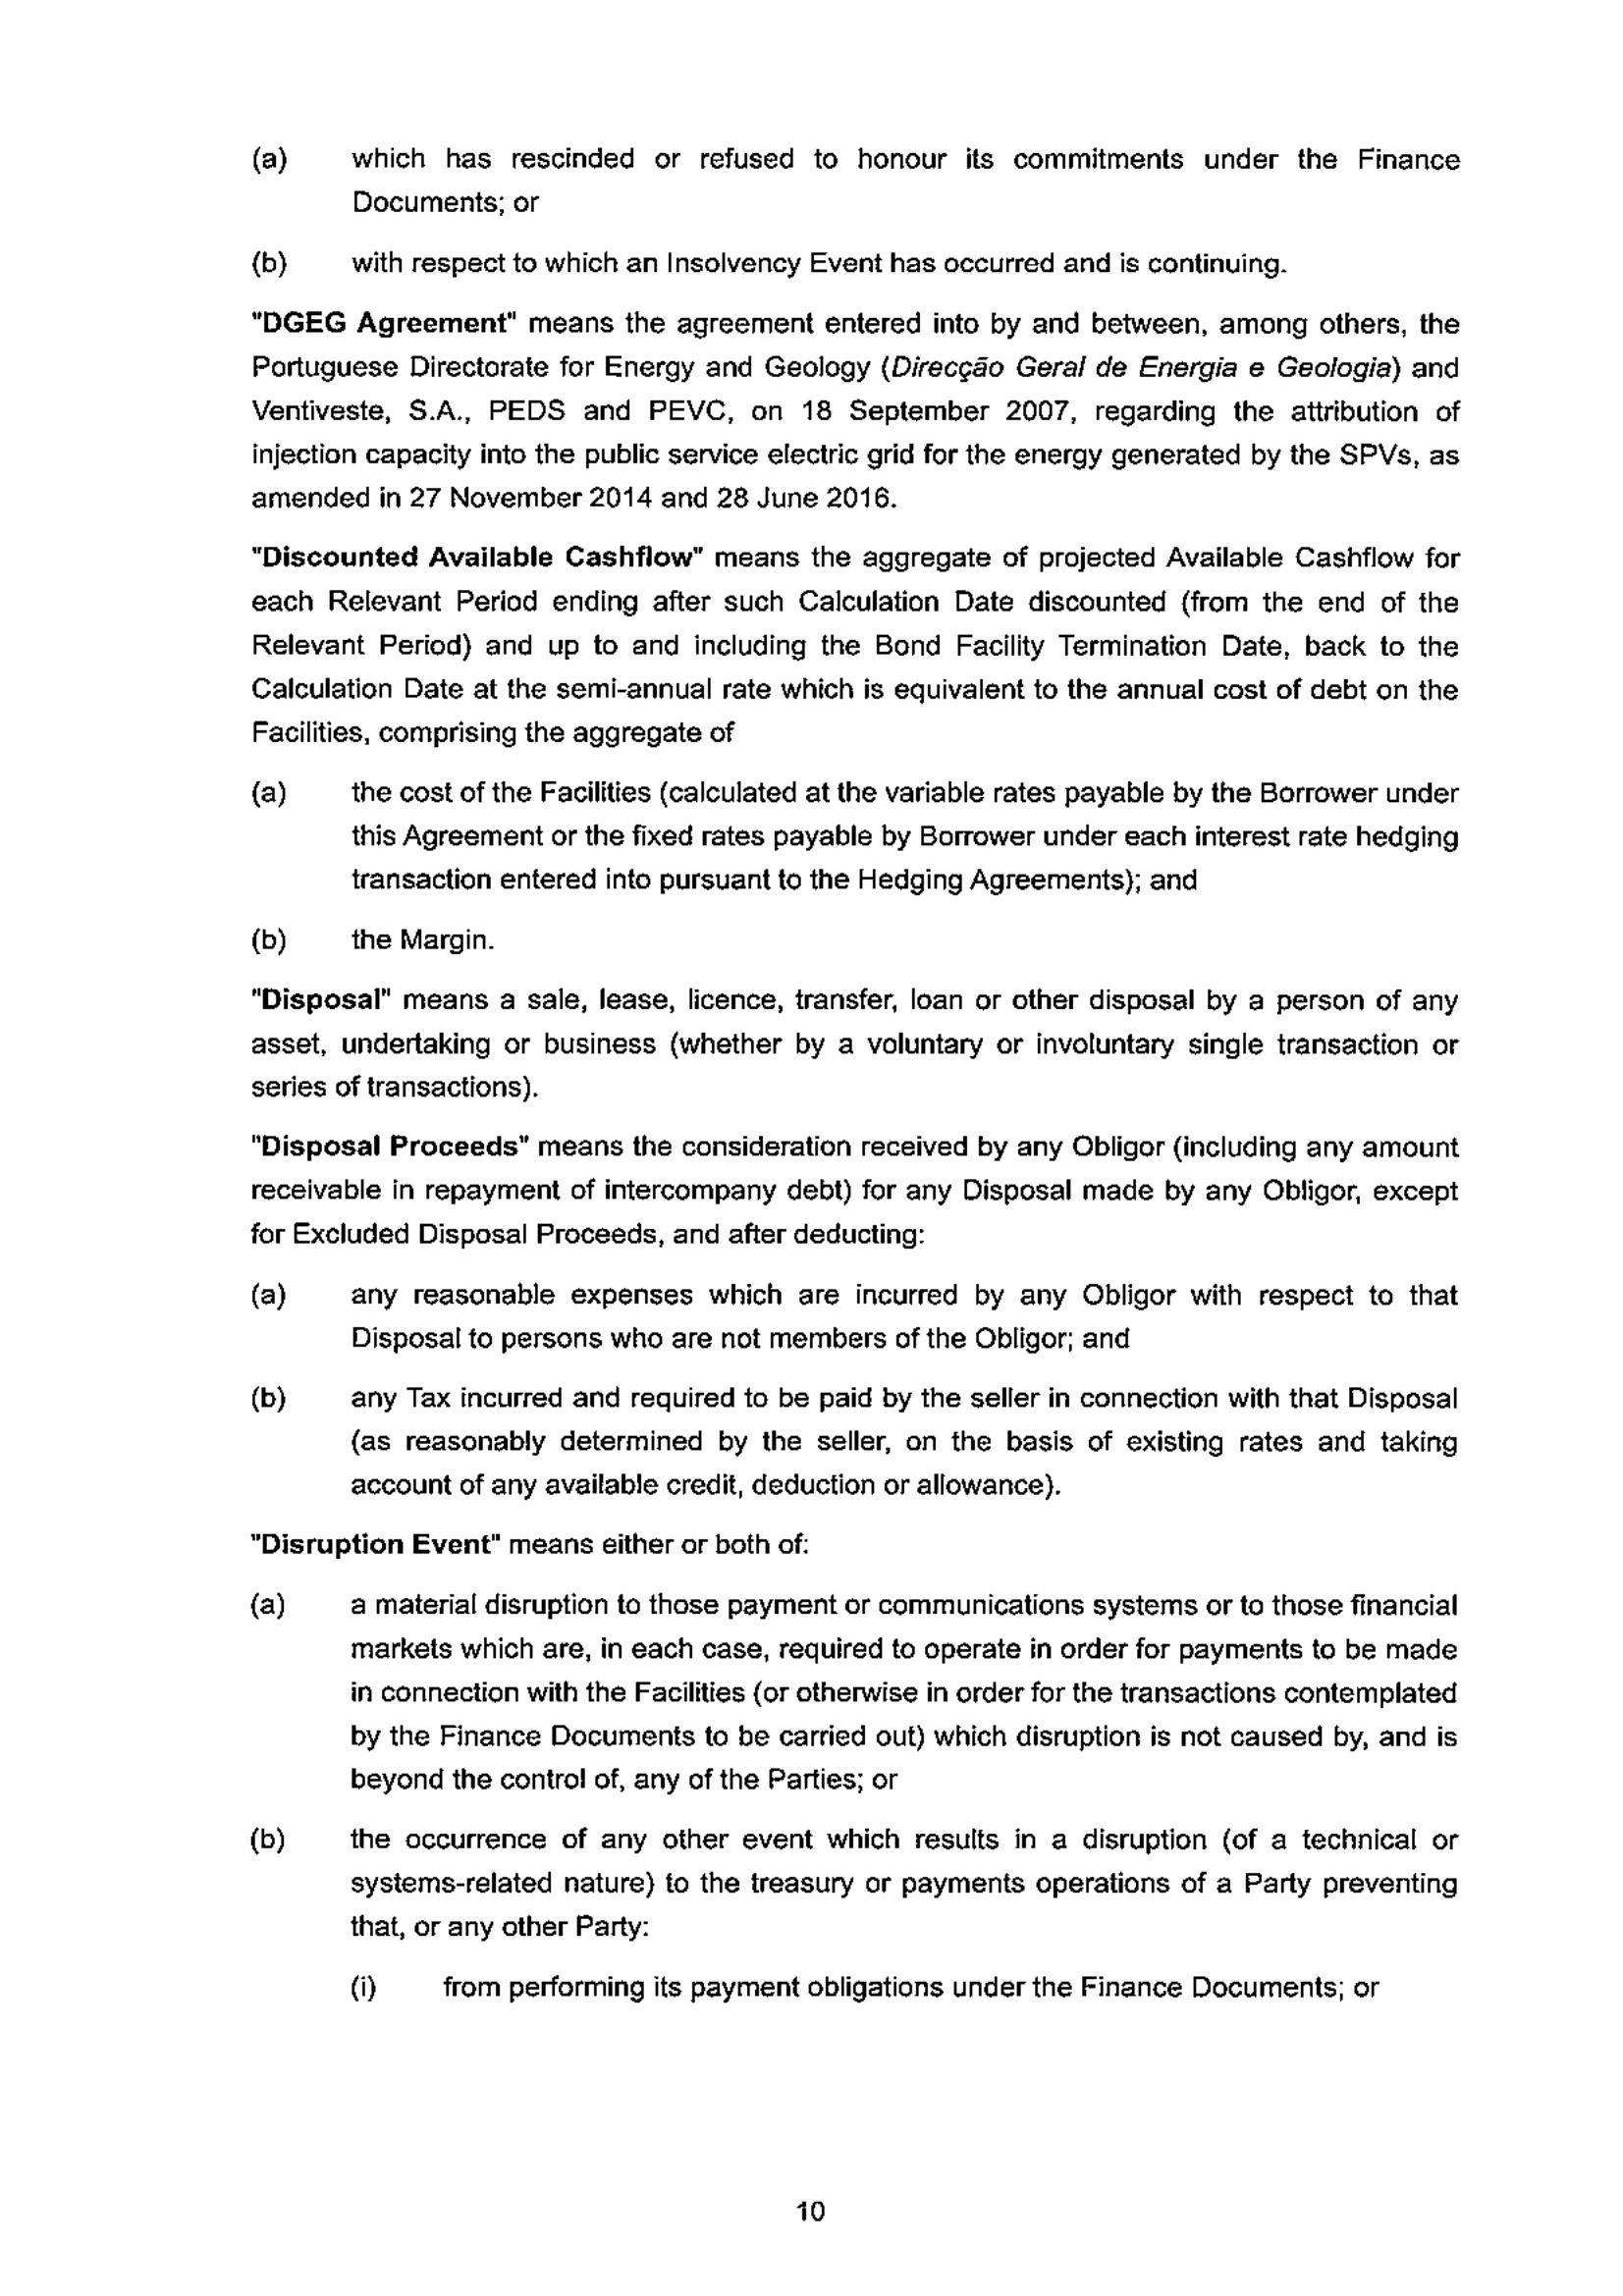 (a) which has rescinded or refused to honour its commitments under the Finance
Documents; or
(b) with respect to which an Insolvency Event has occurred and is continuing.
"DGEG Agreement" means the agreement entered into by and between, among others, the
Portuguese Directorate for Energy and Geology (Direcção Geral de Energia e Geologia) and
Ventiveste, S.A., PEDS and PEVC, on 18 September 2007, regarding the attribution of
injection capacity into the public service electric grid for the energy generated by the SPVs, as
amended in 27 November 2014 and 28 June 2016.
"Discounted Available Cashflow" means the aggregate of projected Available Cashflow for
each Relevant Period ending after such Calculation Date discounted (from the end of the
Relevant Period) and up to and including the Bond Facility Termination Date, back to the
Calculation Date at the semi-annual rate which is equivalent to the annual cost of debt on the
Facilities, comprising the aggregate of
(a) the cost of the Facilities (calculated at the variable rates payable by the Borrower under
this Agreement or the fixed rates payable by Borrower under each interest rate hedging
transaction entered into pursuant to the Hedging Agreements); and
(b) the Margin.
"Disposal" means a sale, lease, licence, transfer, loan or other disposal by a person of any
asset, undertaking or business (whether by a voluntary or involuntary single transaction or
series of transactions).
"Disposal Proceeds" means the consideration received by any Obligor (including any amount
receivable in repayment of intercompany debt) for any Disposal made by any Obligor, except
for Excluded Disposal Proceeds, and after deducting:
(a) any reasonable expenses which are incurred by any Obligor with respect to that
Disposal to persons who are not members of the Obligor; and
(b) any Tax incurred and required to be paid by the seller in connection with that Disposal
(as reasonably determined by the seller, on the basis of existing rates and taking
account of any available credit, deduction or allowance).
"Disruption Event" means either or both of:
(a) a material disruption to those payment or communications systems or to those financial
markets which are, in each case, required to operate in order for payments to be made
in connection with the Facilities (or otherwise in order for the transactions contemplated
by the Finance Documents to be carried out) which disruption is not caused by, and is
beyond the control of, any of the Parties; or
(b) the occurrence of any other event which results in a disruption (of a technical or
systems-related nature) to the treasury or payments operations of a Party preventing
that, or any other Party:
(i) from performing its payment obligations under the Finance Documents; or
10